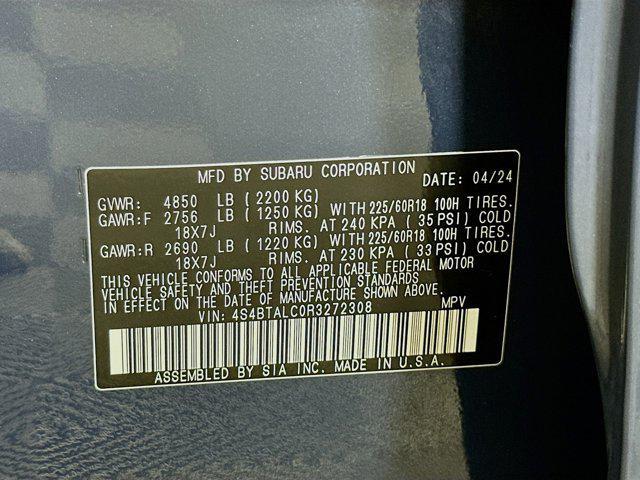 MFD BY SUBARU CORPORATION DATE: 04/24
GVWR: 4850 LB ( 2200 KG)
GAWR:F 2756 LB ( 1250 KG) WITH 225/60R18 100H TIRES.
18X7J RIMS. AT 240 KPA ( 35 PSI) COLD
GAWR:R 2690 LB ( 1220 KG) WITH 225/60R18 100H TIRES.
18X7J RIMS. AT 230 KPA ( 33 PSI) COLD
THIS VEHICLE CONFORMS TO ALL APPLICABLE FEDERAL MOTOR
VEHICLE SAFETY AND THEFT PREVENTION STANDARDS
IN EFFECT ON THE DATE OF MANUFACTURE SHOWN ABOVE.
VIN: 4S4BTALC0R3272308 MPV
ASSEMBLED BY SIA INC. MADE IN U.S.A.